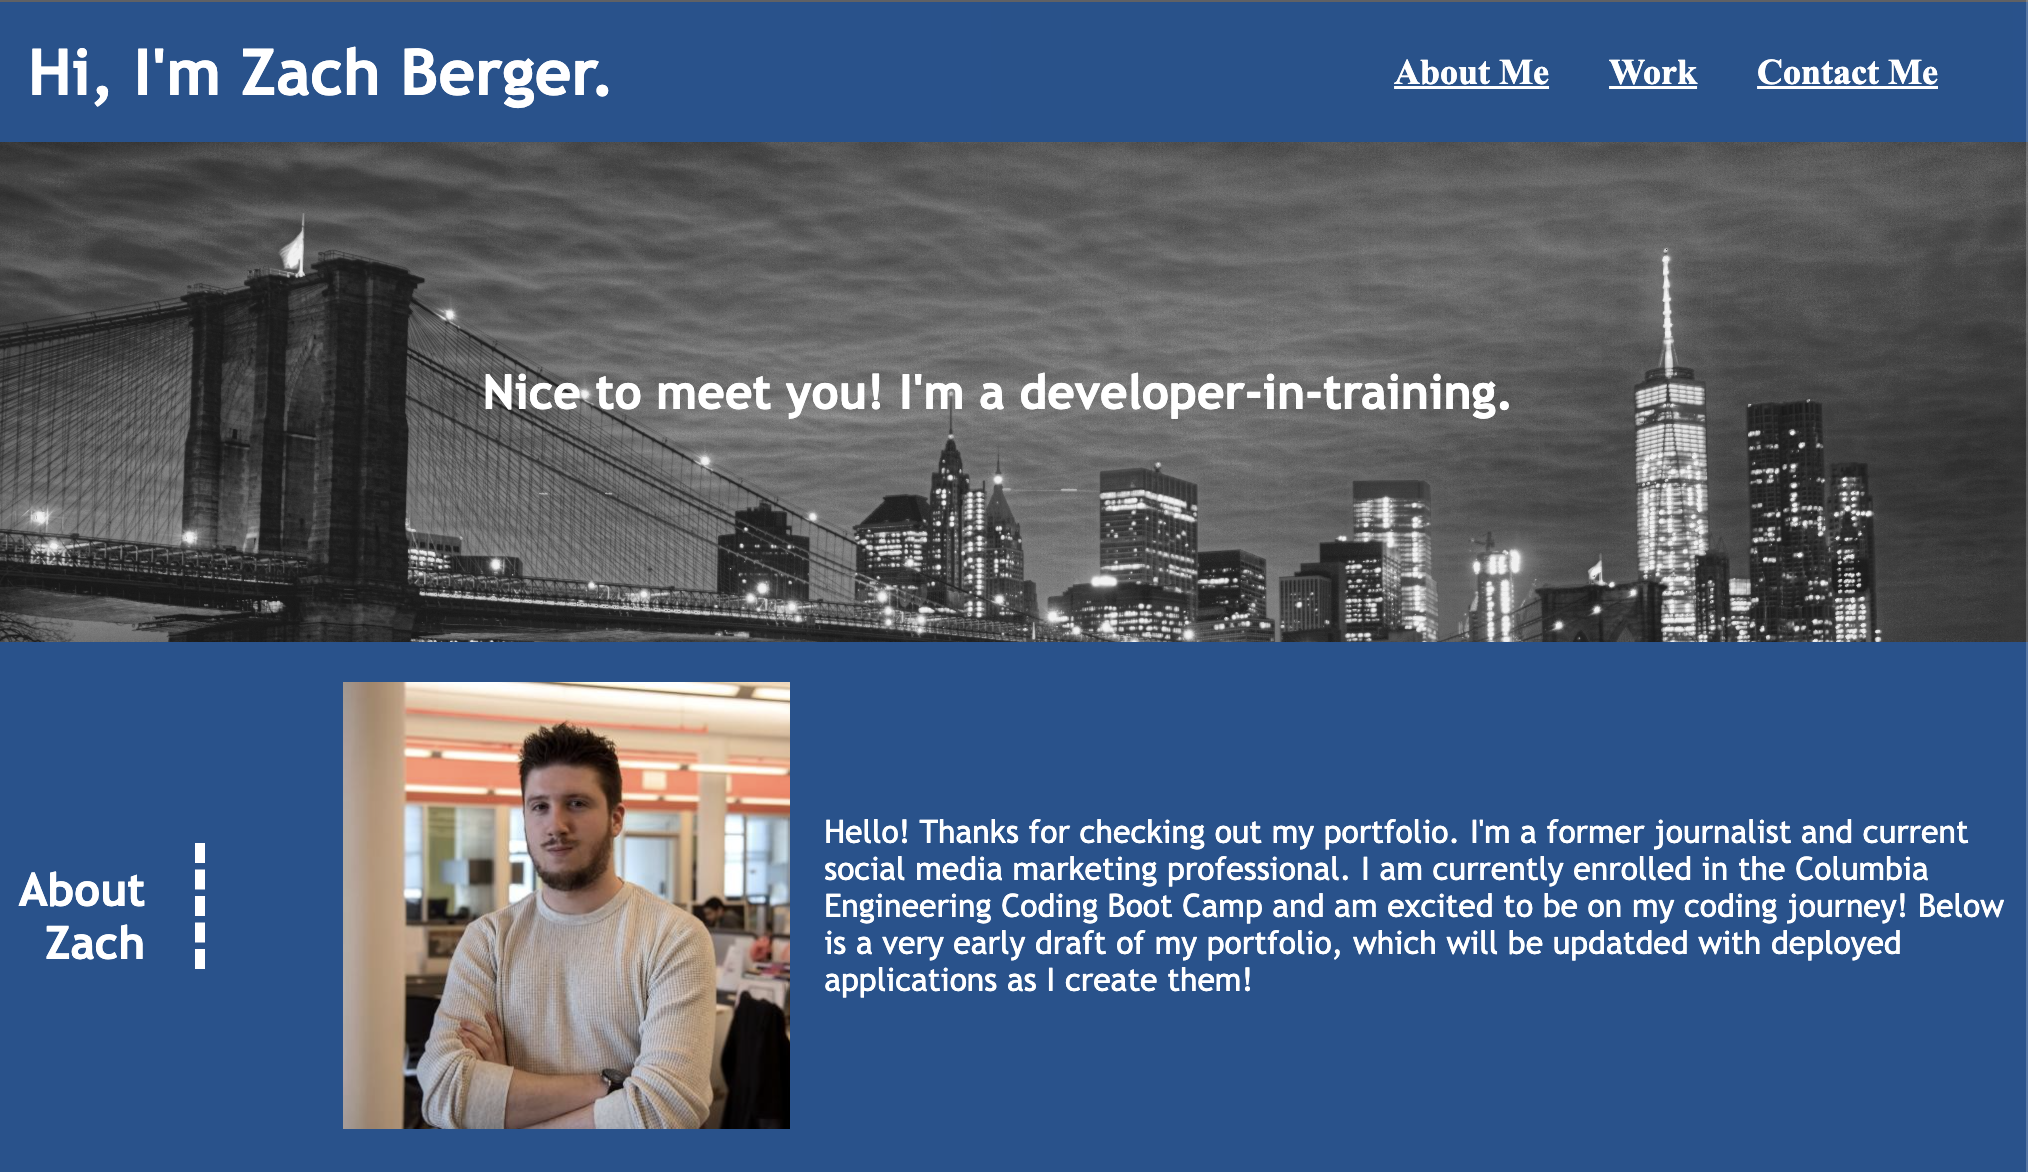 Hi, I'm Zach Berger.
About Me Work Contact Me
Nice to meet you! I'm a developer-in-training.
About
Zach
Hello! Thanks for checking out my portfolio. I'm a former journalist and current
social media marketing professional. I am currently enrolled in the Columbia
Engineering Coding Boot Camp and am excited to be on my coding journey! Below
is a very early draft of my portfolio, which will be updatded with deployed
applications as I create them!